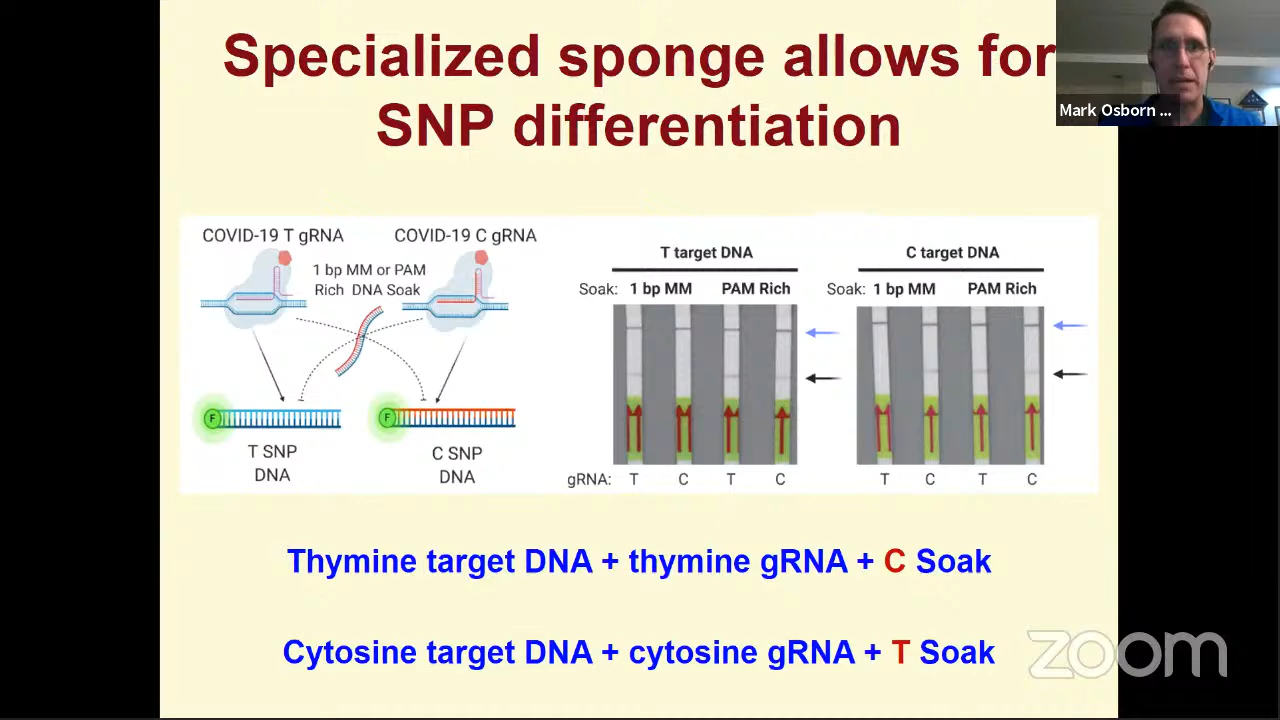 Specialized sponge allows for
SNP differentiation
Mark Osborn ...
COVID-19 T gRNA
COVID-19 C gRNA
1 bp MM or PAM
Rich DNA Soak
F
F
T SNP
DNA
C SNP
DNA
T target DNA
Soak: 1 bp MM PAM Rich
gRNA: T C T C
C target DNA
Soak: 1 bp MM PAM Rich
T C T C
Thymine target DNA + thymine gRNA + C Soak
Cytosine target DNA + cytosine gRNA + T Soak
zoom